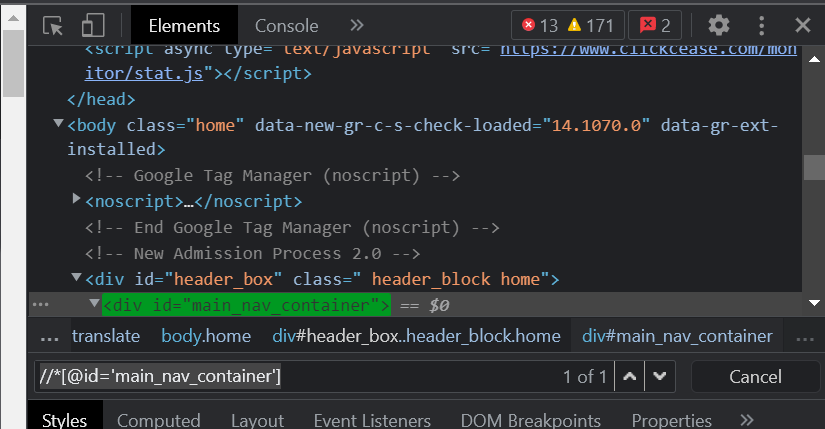 Elements Console » 13 171 2
<script async type="text/javascript" src="https://www.clickcease.com/mon
itor/stat.js"></script>
</head>
<body class="home" data-new-gr-c-s-check-loaded="14.1070.0" data-gr-ext-
installed>
<!-- Google Tag Manager (noscript) -->
<noscript>…</noscript>
<!-- End Google Tag Manager (noscript) -->
<!-- New Admission Process 2.0 -->
<div id="header_box" class=" header_block home">
<div id="main_nav_container"> == $0
... translate body.home div#header_box..header_block.home div#main_nav_container ...
//*[@id='main_nav_container'] 1 of 1 Cancel
Styles Computed Layout Event Listeners DOM Breakpoints Properties »